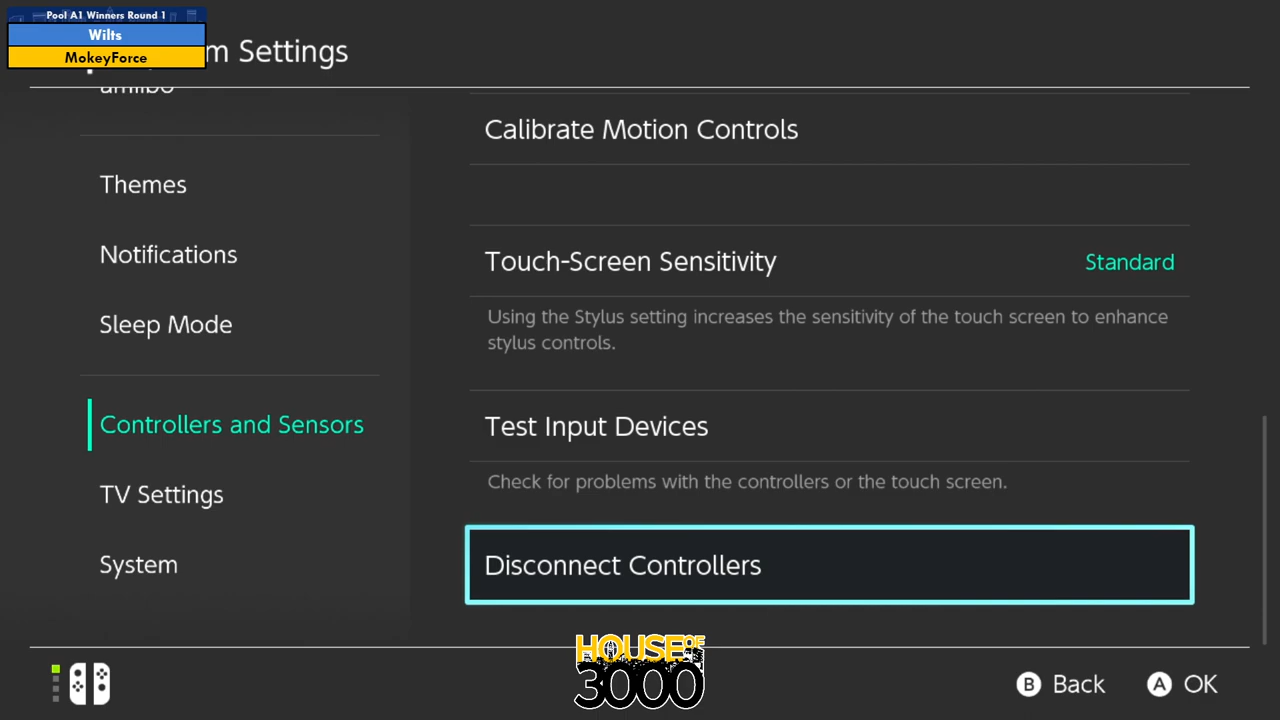 Pool A1 Winners Round 1
Wilts
MokeyForce
m Settings
amiibo
Themes
Notifications
Sleep Mode
Controllers and Sensors
TV Settings
System
Calibrate Motion Controls
Touch-Screen Sensitivity Standard
Using the Stylus setting increases the sensitivity of the touch screen to enhance
stylus controls.
Test Input Devices
Check for problems with the controllers or the touch screen.
Disconnect Controllers
HOUSE OF
3000
B Back A OK